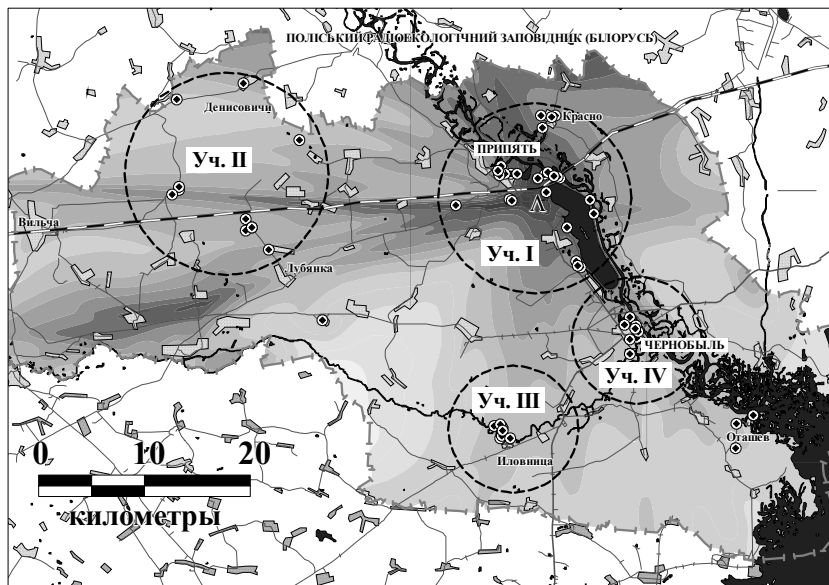 ПОЛІСЬКИЙ РАДІОЕКОЛОГІЧНИЙ ЗАПОВІДНИК (БІЛОРУСЬ)
Денисовичи
Красно
Уч. II
ПРИПЯТЬ
Вильча
Лубянка
Уч. I
ЧЕРНОБЫЛЬ
Уч. IV
Уч. III
Оташев
Иловница
0 10 20
километры